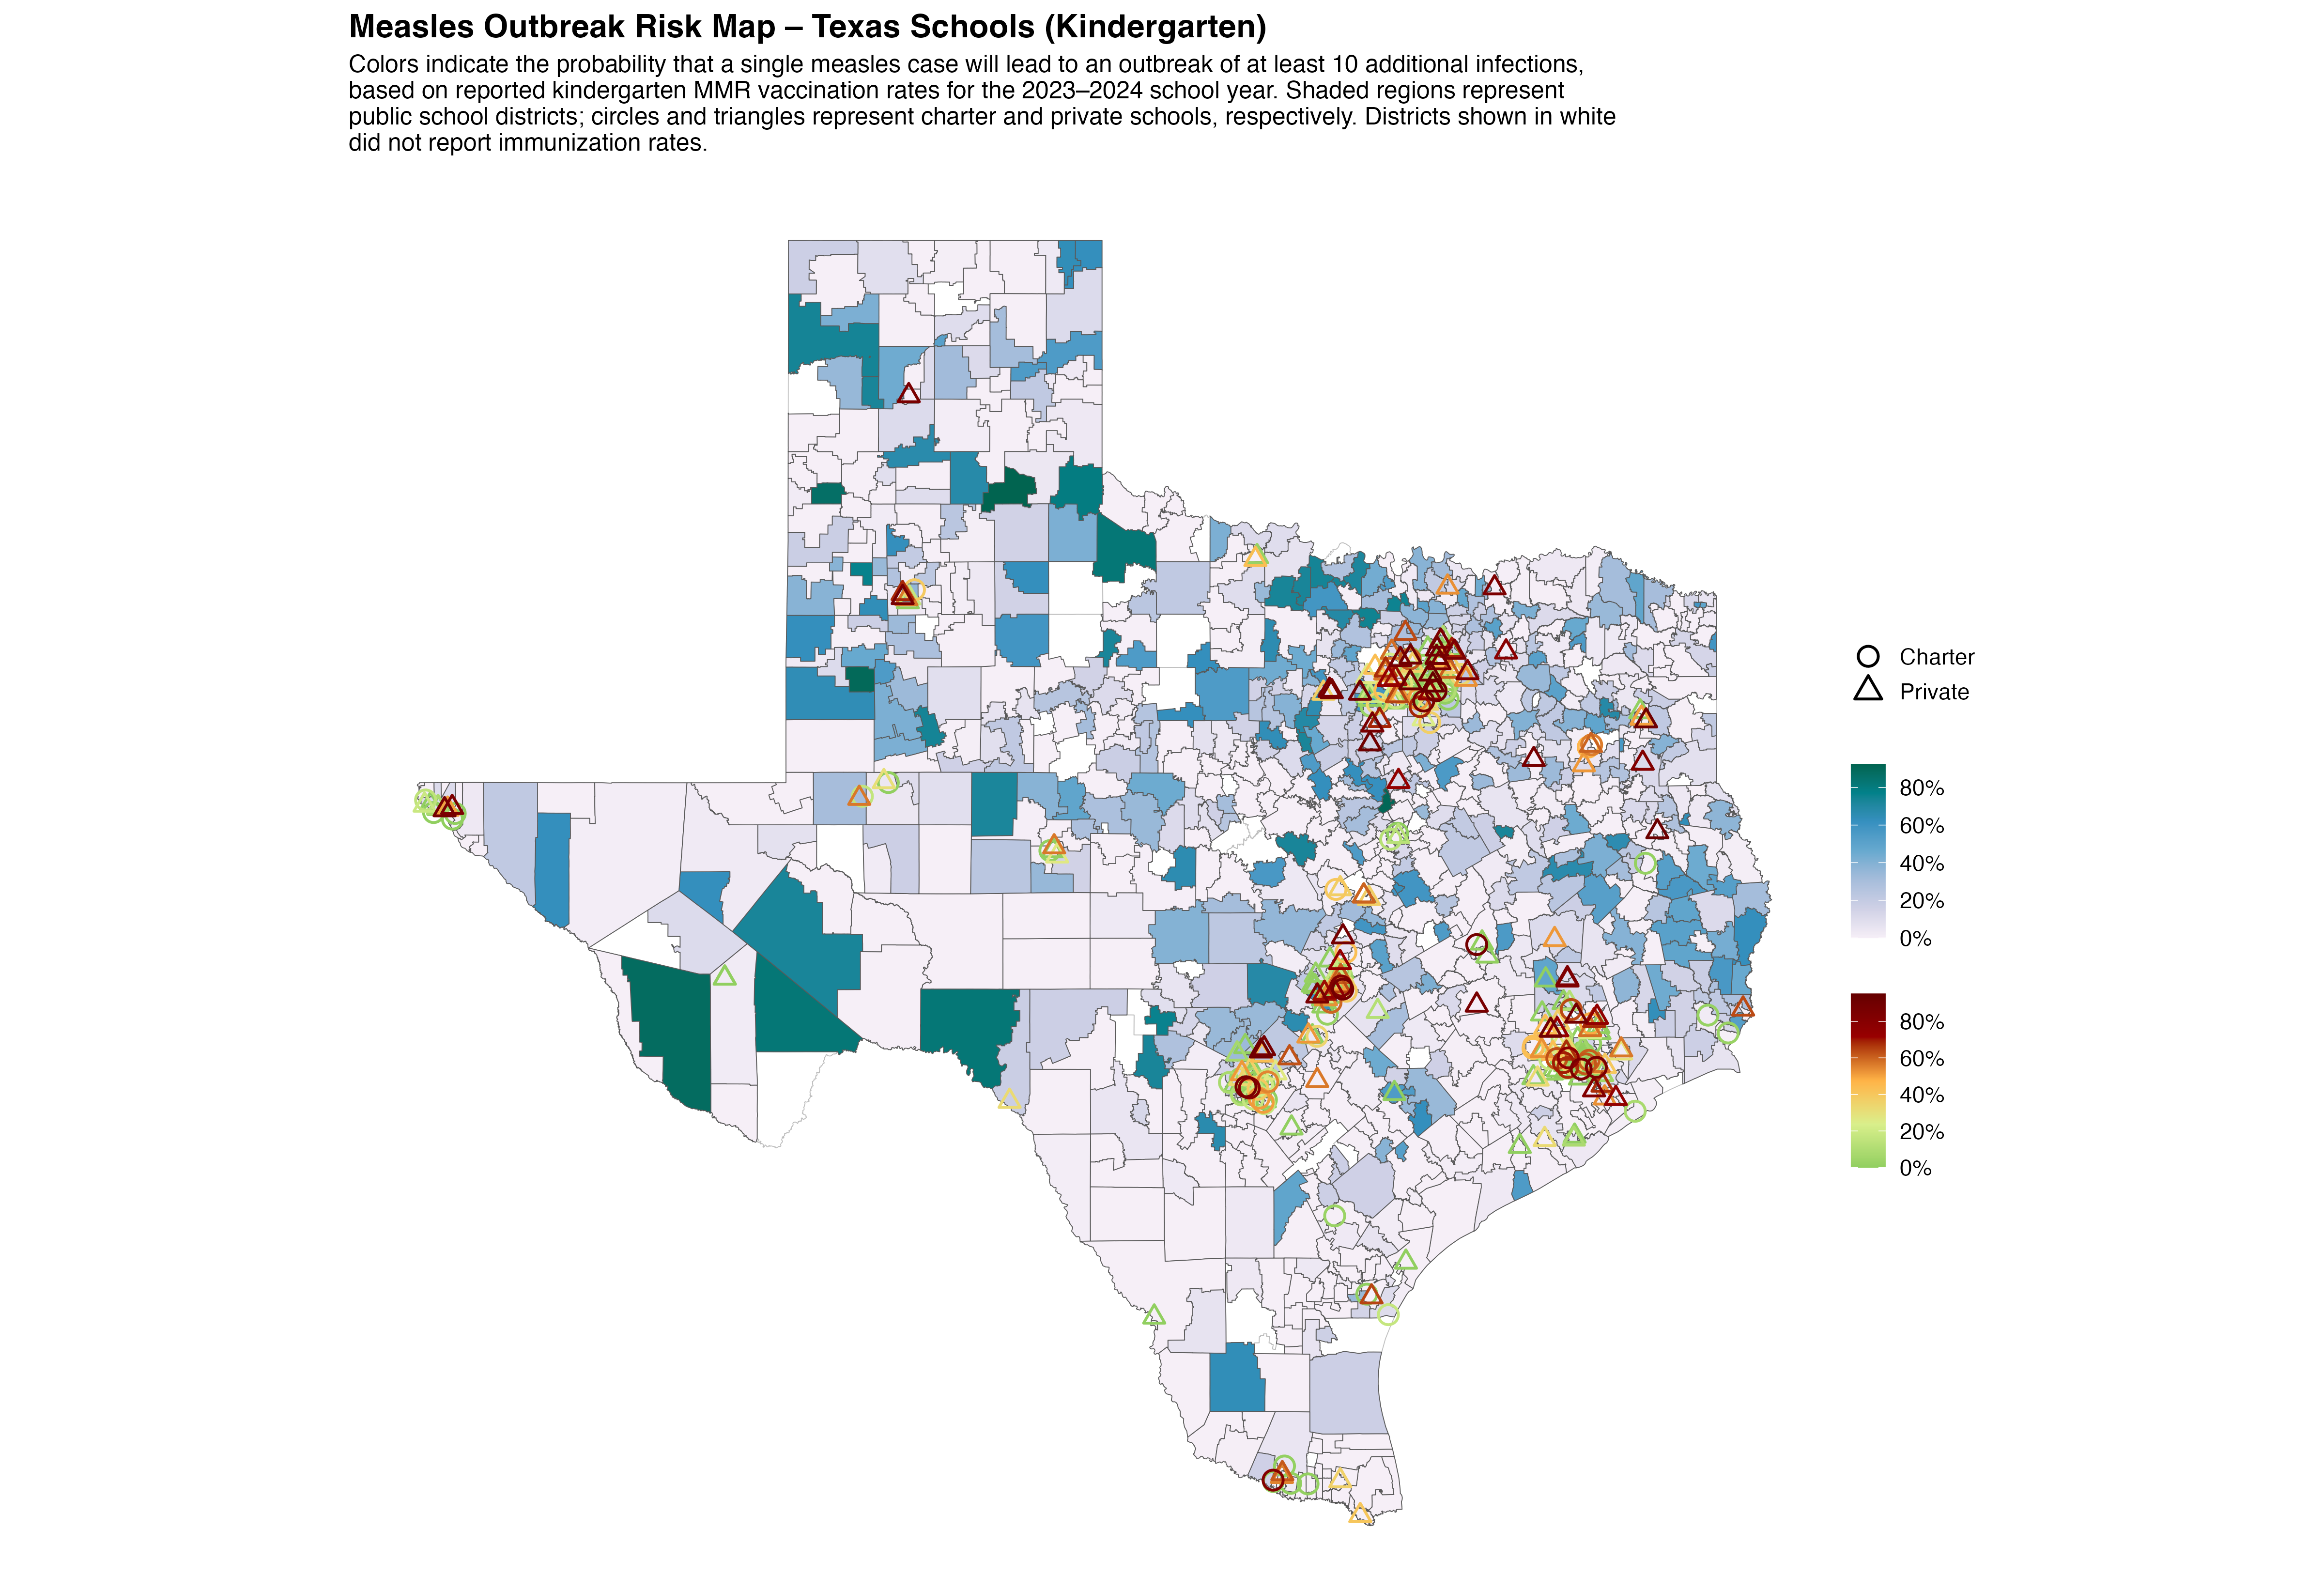 Measles Outbreak Risk Map – Texas Schools (Kindergarten)
Colors indicate the probability that a single measles case will lead to an outbreak of at least 10 additional infections,
based on reported kindergarten MMR vaccination rates for the 2023–2024 school year. Shaded regions represent
public school districts; circles and triangles represent charter and private schools, respectively. Districts shown in white
did not report immunization rates.
Charter
Private
80%
60%
40%
20%
0%
80%
60%
40%
20%
0%